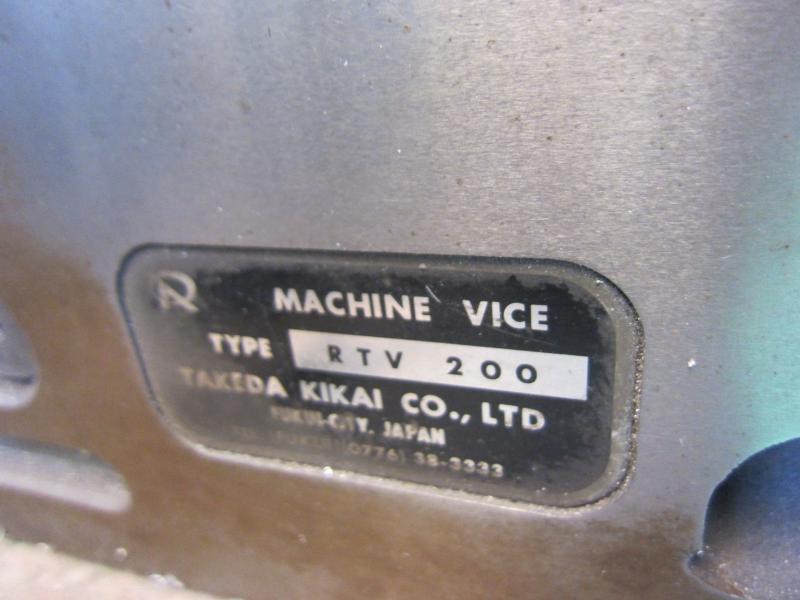 R
MACHINE VICE
TYPE RTV 200
TAKEDA KIKAI CO., LTD
FUKUI-CITY, JAPAN
(0776) 38-3333